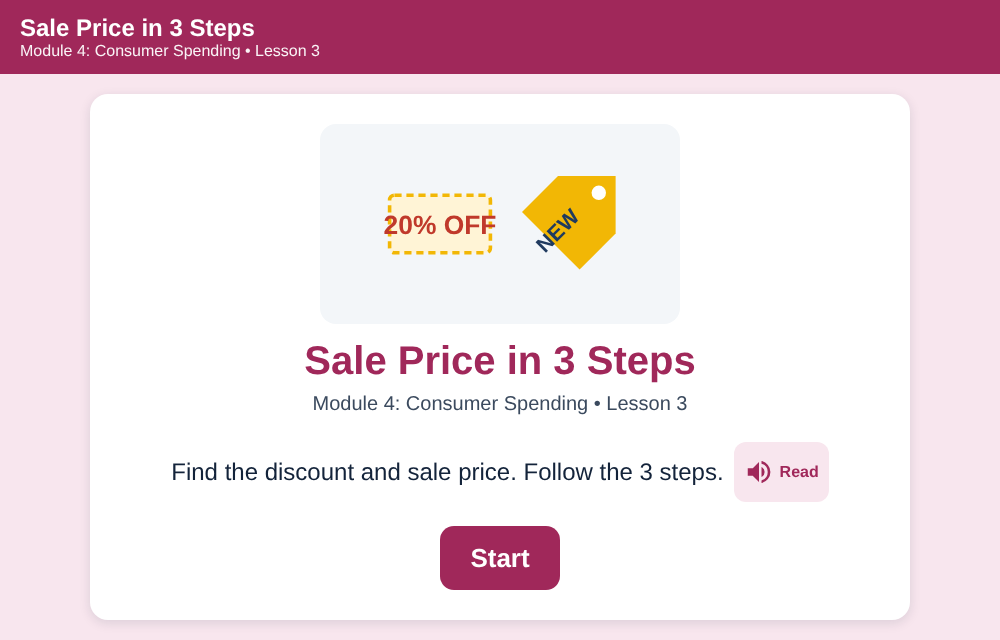 Sale Price in 3 Steps
Module 4: Consumer Spending • Lesson 3
20% OFF
NEW
Sale Price in 3 Steps
Module 4: Consumer Spending • Lesson 3
Find the discount and sale price. Follow the 3 steps.
Read
Start